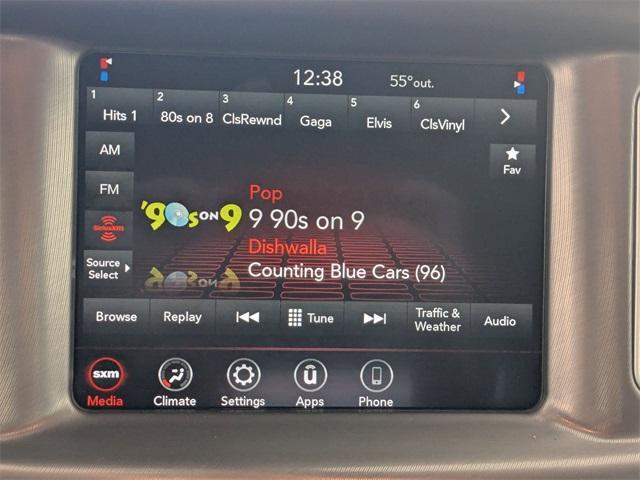 12:38 55°out.
1 2 3 4 5 6
Hits 1 80s on 8 ClsRewnd Gaga Elvis ClsVinyl
AM
Fav
FM
Pop
'90s ON 9
9 90s on 9
SiriusXM
Dishwalla
Source
Select
Counting Blue Cars (96)
Browse Replay Tune Traffic &
Weather Audio
sxm
Media Climate Settings Apps Phone